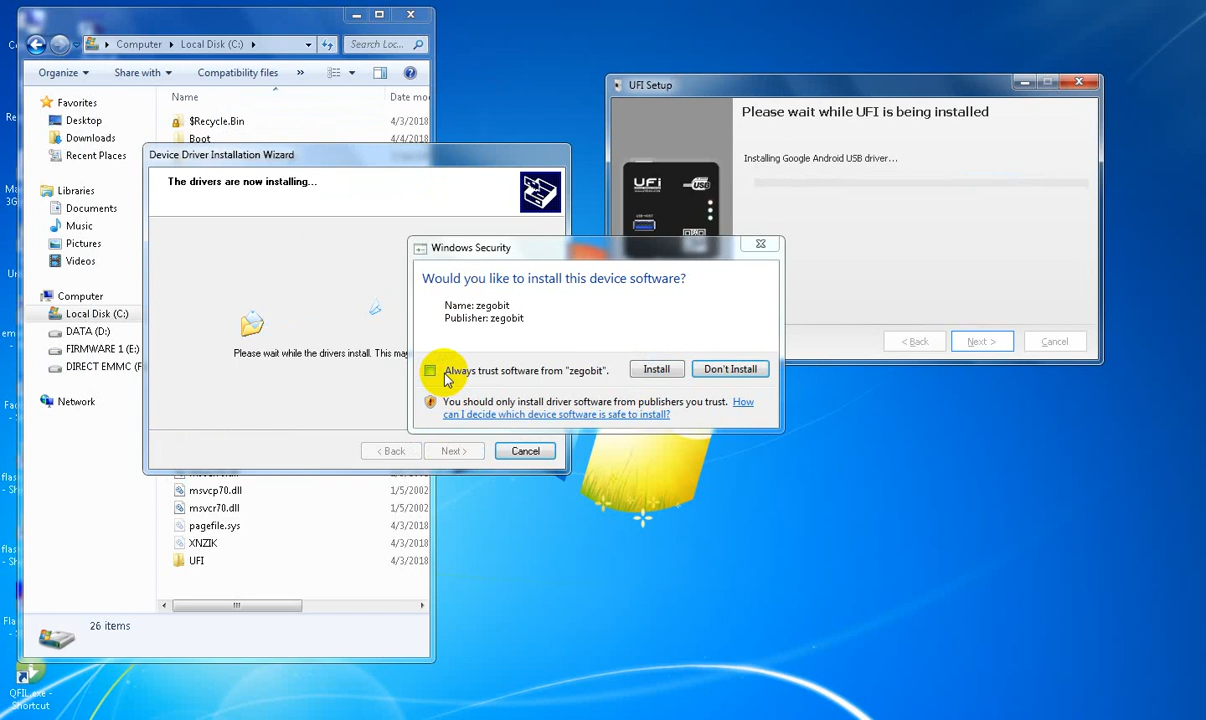 Computer
Local Disk (C:)
Search Loc...
Organize
Share with
Compatibility files
»
Name
Date mo
Favorites
Desktop
Downloads
Recent Places
Libraries
Documents
Music
Pictures
Videos
Computer
Local Disk (C:)
DATA (D:)
FIRMWARE 1 (E:)
DIRECT EMMC (F
Network
$Recycle.Bin
4/3/2018
Boot
4/4/2018
msvcp70.dll
1/5/2002
msvcr70.dll
1/5/2002
pagefile.sys
4/3/2018
XNZIK
4/3/2018
UFI
4/3/2018
26 items
QFIL.exe -
Shortcut
Device Driver Installation Wizard
The drivers are now installing...
Please wait while the drivers install. This may
< Back
Next >
Cancel
Windows Security
Would you like to install this device software?
Name: zegobit
Publisher: zegobit
Always trust software from "zegobit".
Install
Don't Install
You should only install driver software from publishers you trust. How
can I decide which device software is safe to install?
UFI Setup
Please wait while UFI is being installed
Installing Google Android USB driver...
UFi
USB
< Back
Next >
Cancel